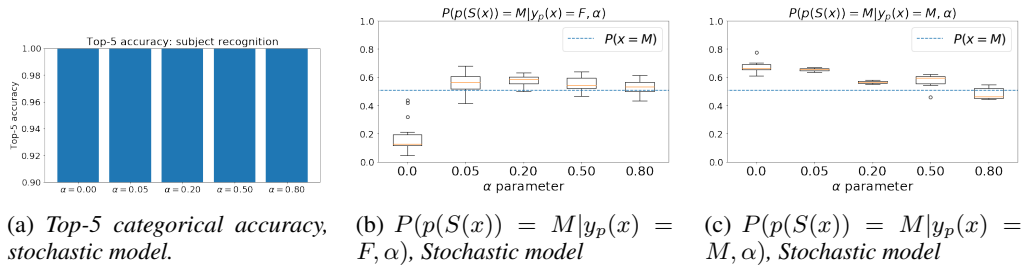 Top-5 accuracy: subject recognition
1.00
0.98
0.96
0.94
0.92
0.90
Top-5 accuracy
α = 0.00 α = 0.05 α = 0.20 α = 0.50 α = 0.80
(a) Top-5 categorical accuracy,
stochastic model.
P(p(S(x)) = M|y_p(x) = F, α)
1.0
0.8
0.6
0.4
0.2
0.0
P(x = M)
0.0 0.05 0.20 0.50 0.80
α parameter
(b) P(p(S(x)) = M|y_p(x) =
F, α), Stochastic model
P(p(S(x)) = M|y_p(x) = M, α)
1.0
0.8
0.6
0.4
0.2
0.0
P(x = M)
0.0 0.05 0.20 0.50 0.80
α parameter
(c) P(p(S(x)) = M|y_p(x) =
M, α), Stochastic model